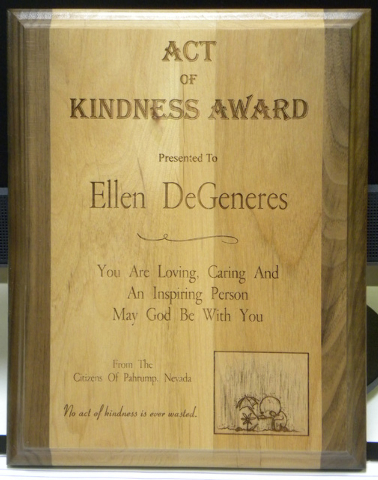 ACT
OF
KINDNESS AWARD
Presented To
Ellen DeGeneres
You Are Loving, Caring And
An Inspiring Person
May God Be With You
From The
Citizens Of Pahrump, Nevada
No act of kindness is ever wasted.